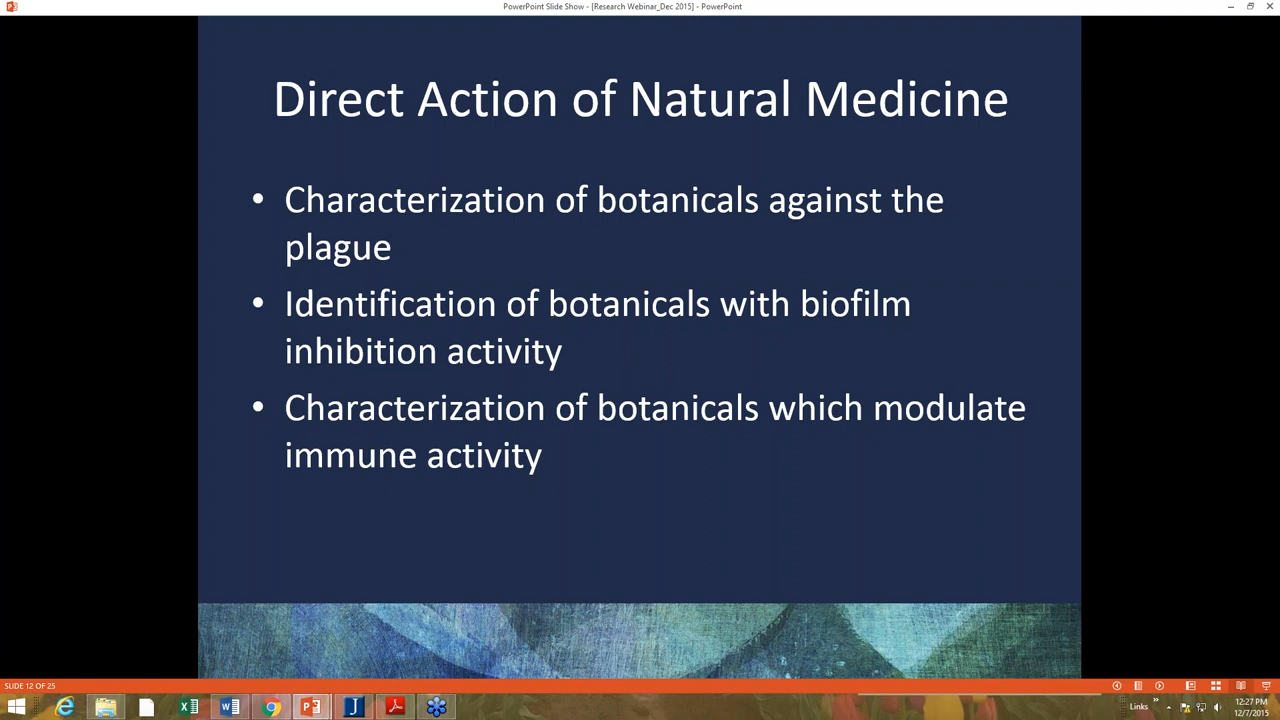 PowerPoint Slide Show - [Research Webinar_Dec 2015] - PowerPoint
Direct Action of Natural Medicine
• Characterization of botanicals against the
plague
• Identification of botanicals with biofilm
inhibition activity
• Characterization of botanicals which modulate
immune activity
SLIDE 12 OF 25
Links
12:27 PM
12/7/2015